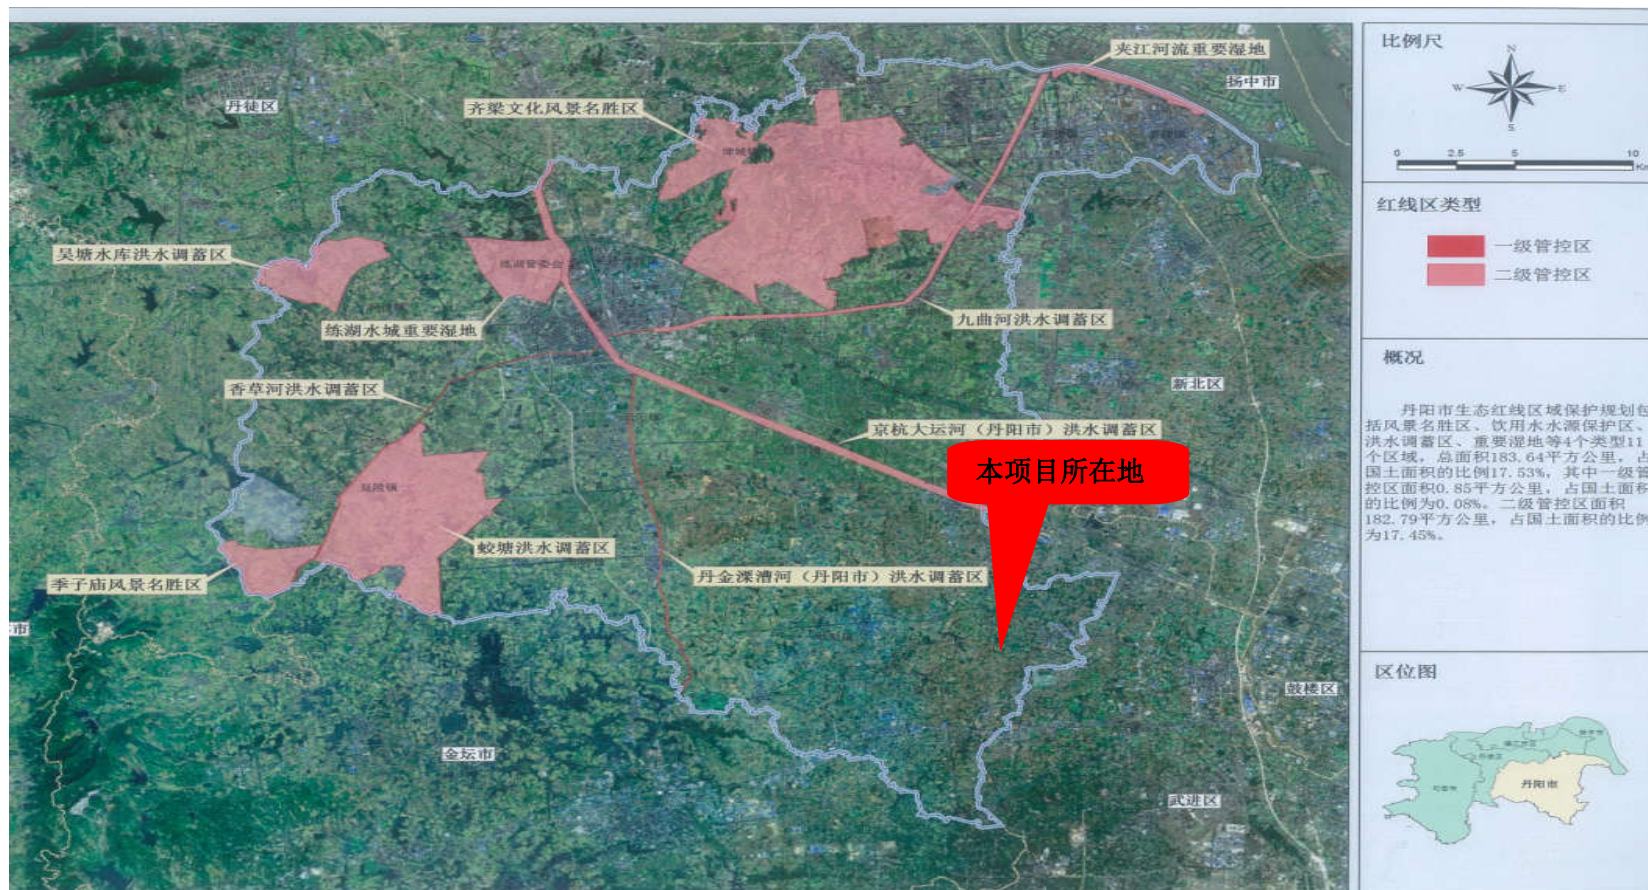 夹江河流重要湿地
扬中市
丹徒区
齐梁文化风景名胜区
吴塘水库洪水调蓄区
练湖管委会
练湖水城重要湿地
九曲河洪水调蓄区
新北区
香草河洪水调蓄区
京杭大运河（丹阳市）洪水调蓄区
本项目所在地
延陵镇
蛟塘洪水调蓄区
丹金溧漕河（丹阳市）洪水调蓄区
季子庙风景名胜区
市
鼓楼区
金坛市
武进区
比例尺
N
W
E
S
0 2.5 5 10
Km
红线区类型
一级管控区
二级管控区
概况
丹阳市生态红线区域保护规划包
括风景名胜区、饮用水水源保护区、
洪水调蓄区、重要湿地等4个类型11
个区域，总面积183.64平方公里，占
国土面积的比例17.53%，其中一级管
控区面积0.85平方公里，占国土面积
的比例为0.08%。二级管控区面积
182.79平方公里，占国土面积的比例
为17.45%。
区位图
丹阳市